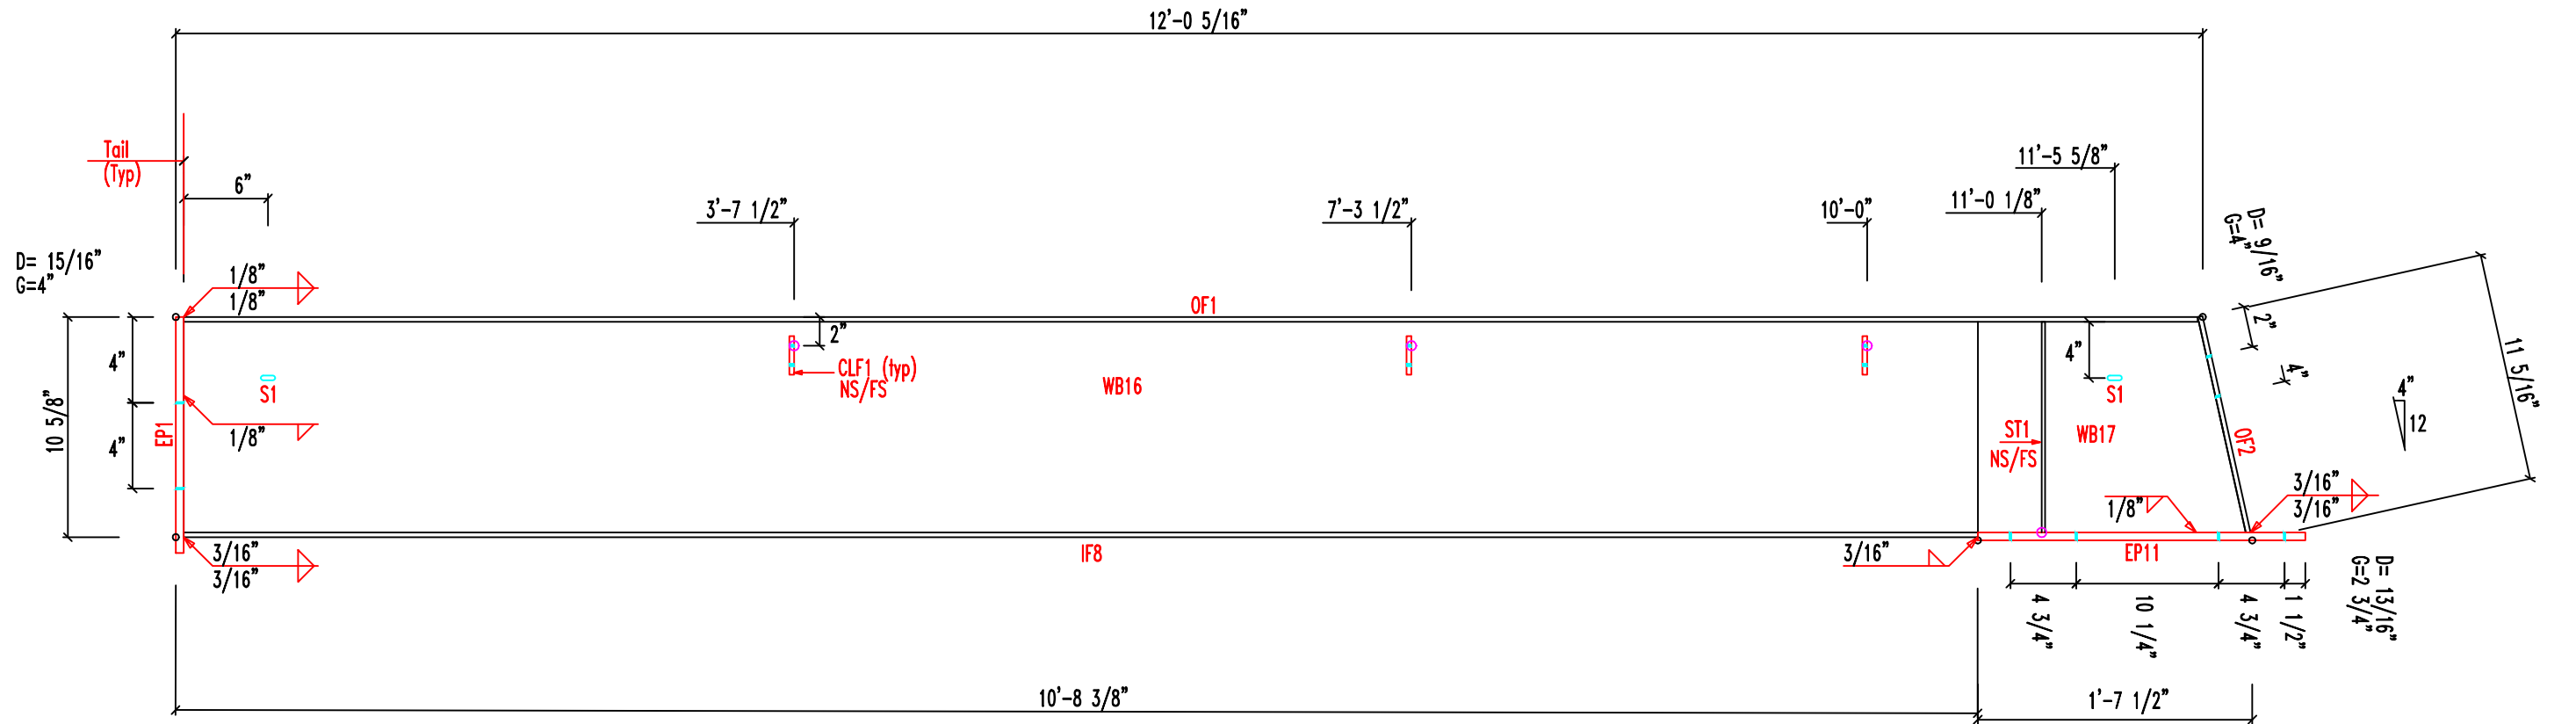 12'-0 5/16"
Tail
(Typ)
6"
11'-5 5/8"
3'-7 1/2"
7'-3 1/2"
10'-0"
11'-0 1/8"
D= 9/16"
G=4"
D= 15/16"
G=4"
1/8"
1/8"
OF1
2"
2"
4"
4"
4"
11 5/16"
4"
12
CLF1 (typ)
NS/FS
WB16
S1
S1
10 5/8"
EP1
1/8"
4"
ST1
NS/FS
WB17
OF2
1/8"
3/16"
3/16"
3/16"
3/16"
IF8
3/16"
EP11
D= 13/16"
G=2 3/4"
4 3/4"
10 1/4"
4 3/4"
1 1/2"
10'-8 3/8"
1'-7 1/2"